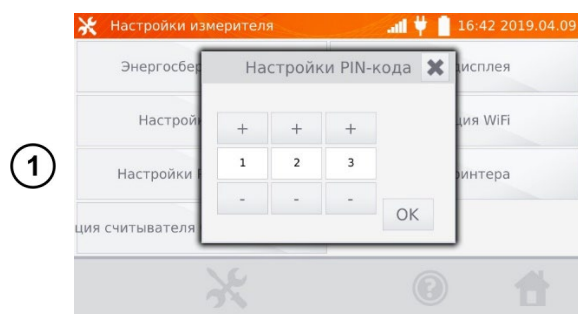 Настройки измерителя 16:42 2019.04.09
Энергосбер
Настройки PIN-кода
дисплея
Настрой
ция WiFi
+ + +
1
1 2 3
Настройки
интера
- - -
OK
ция считывателя